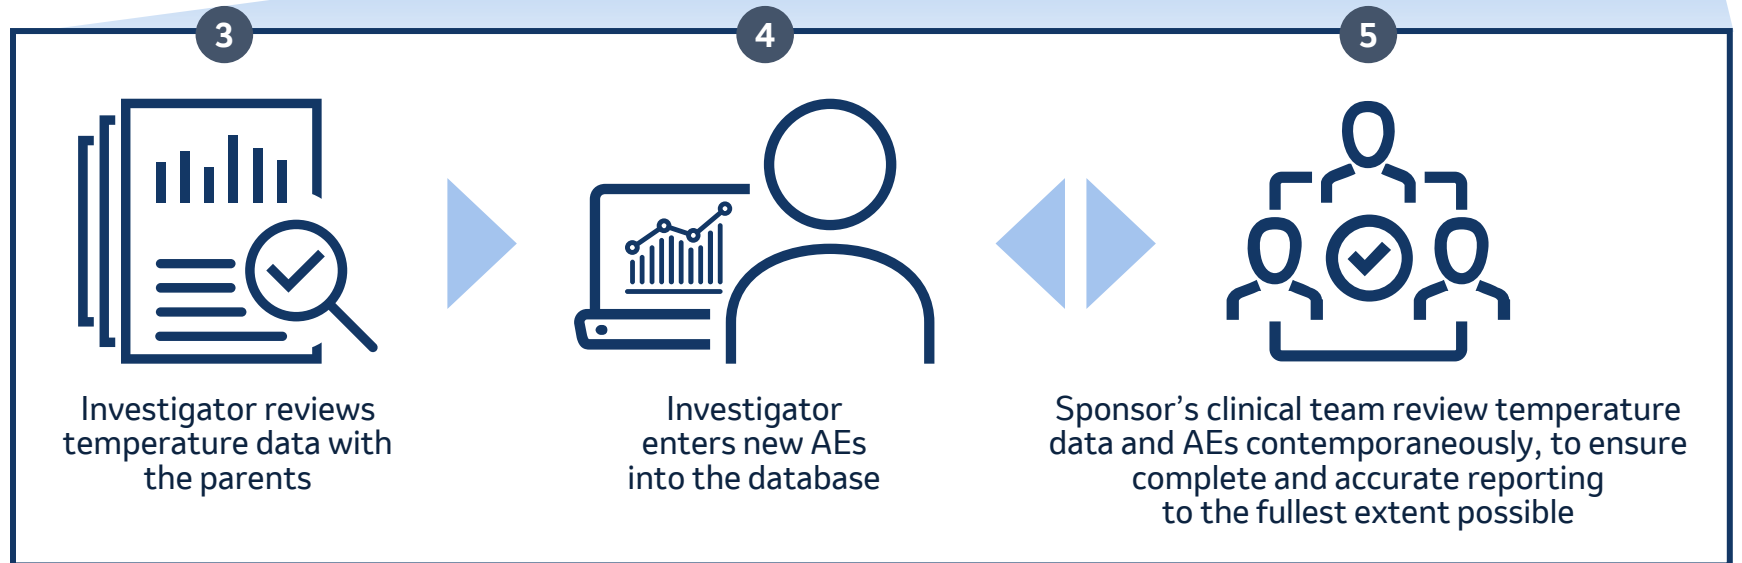 3
4
5
Investigator reviews
temperature data with
the parents
Investigator
enters new AEs
into the database
Sponsor’s clinical team review temperature
data and AEs contemporaneously, to ensure
complete and accurate reporting
to the fullest extent possible